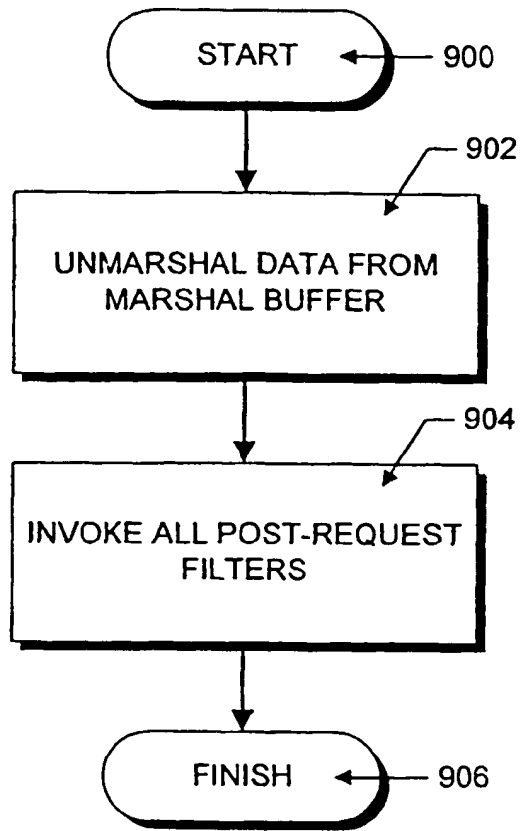 START
900
902
UNMARSHAL DATA FROM
MARSHAL BUFFER
904
INVOKE ALL POST-REQUEST
FILTERS
FINISH
906